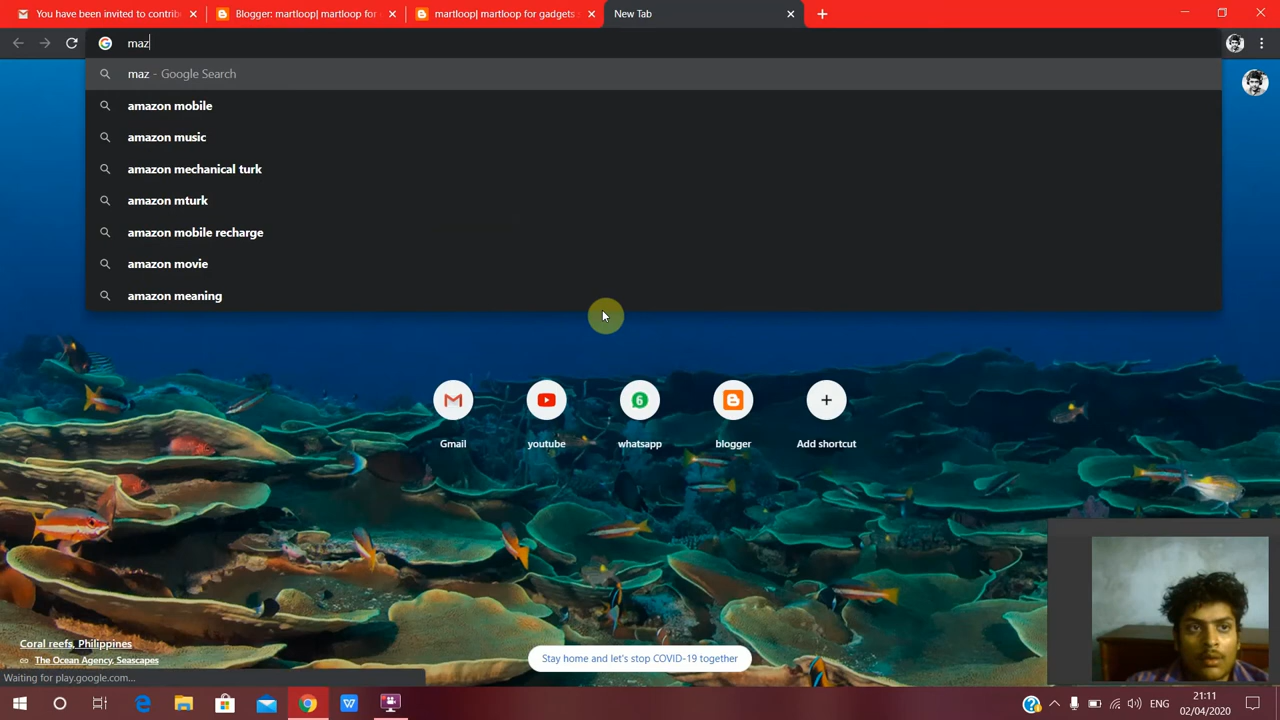 You have been invited to contrib
Blogger: martloop| martloop for
martloop| martloop for gadgets
New Tab
maz
maz - Google Search
amazon mobile
amazon music
amazon mechanical turk
amazon mturk
amazon mobile recharge
amazon movie
amazon meaning
6
Gmail
youtube
whatsapp
blogger
Add shortcut
Coral reefs, Philippines
The Ocean Agency, Seascapes
Stay home and let's stop COVID-19 together
Waiting for play.google.com...
ENG
21:11
02/04/2020